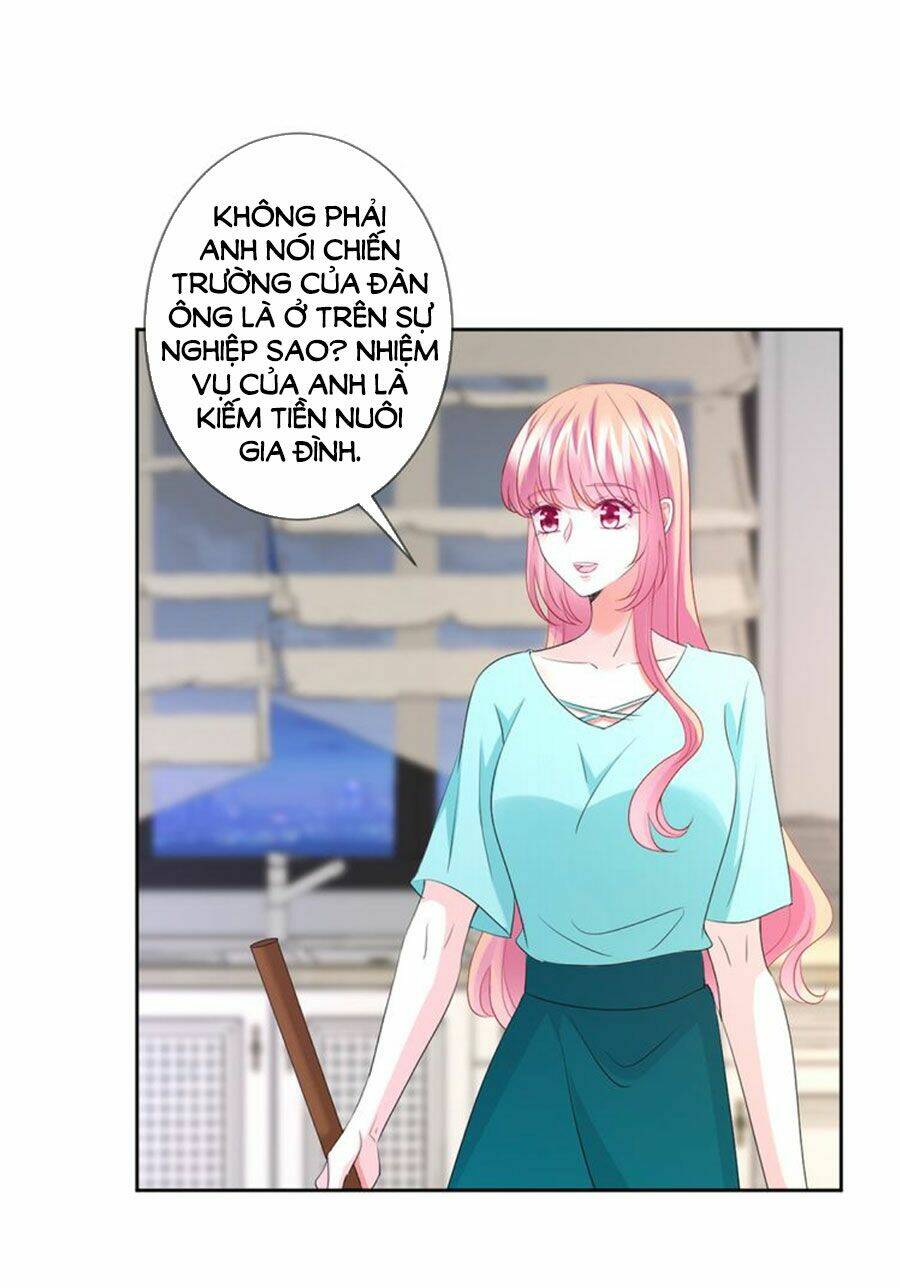 KHÔNG PHẢI
ANH NÓI CHIẾN
TRƯỜNG CỦA ĐÀN
ÔNG LÀ Ở TRÊN SỰ
NGHIỆP SAO? NHIỆM
VỤ CỦA ANH LÀ
KIẾM TIỀN NUÔI
GIA ĐÌNH.